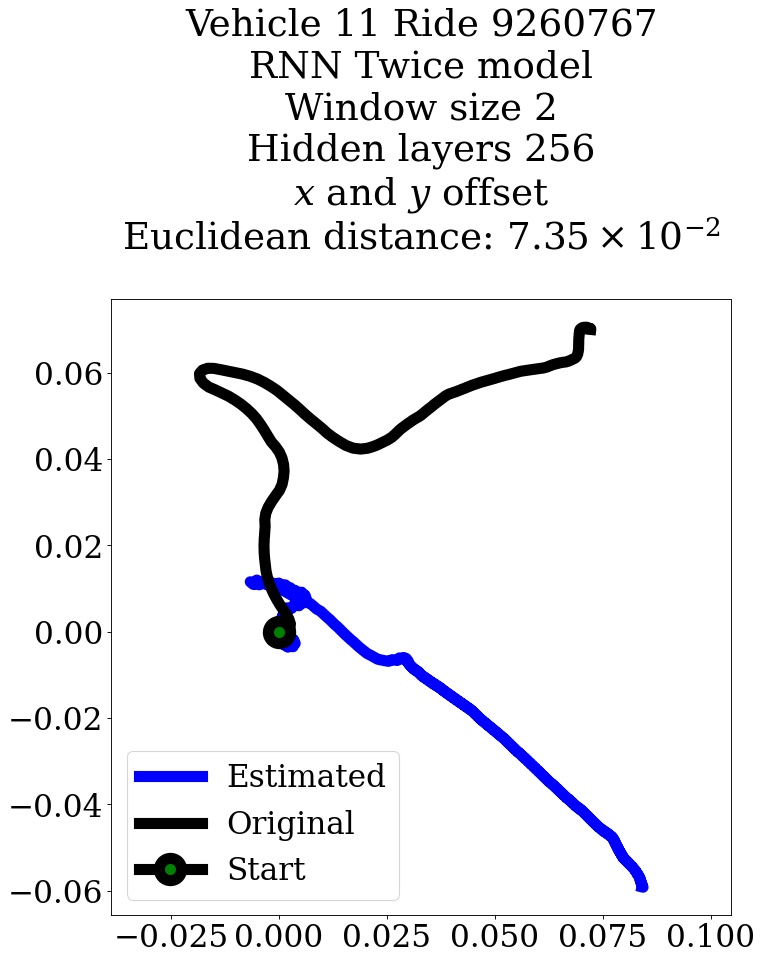 Vehicle 11 Ride 9260767
RNN Twice model
Window size 2
Hidden layers 256
x and y offset
Euclidean distance: 7.35 × 10⁻²
0.06
0.04
0.02
0.00
−0.02
−0.04
−0.06
Estimated
Original
Start
−0.025 0.000 0.025 0.050 0.075 0.100